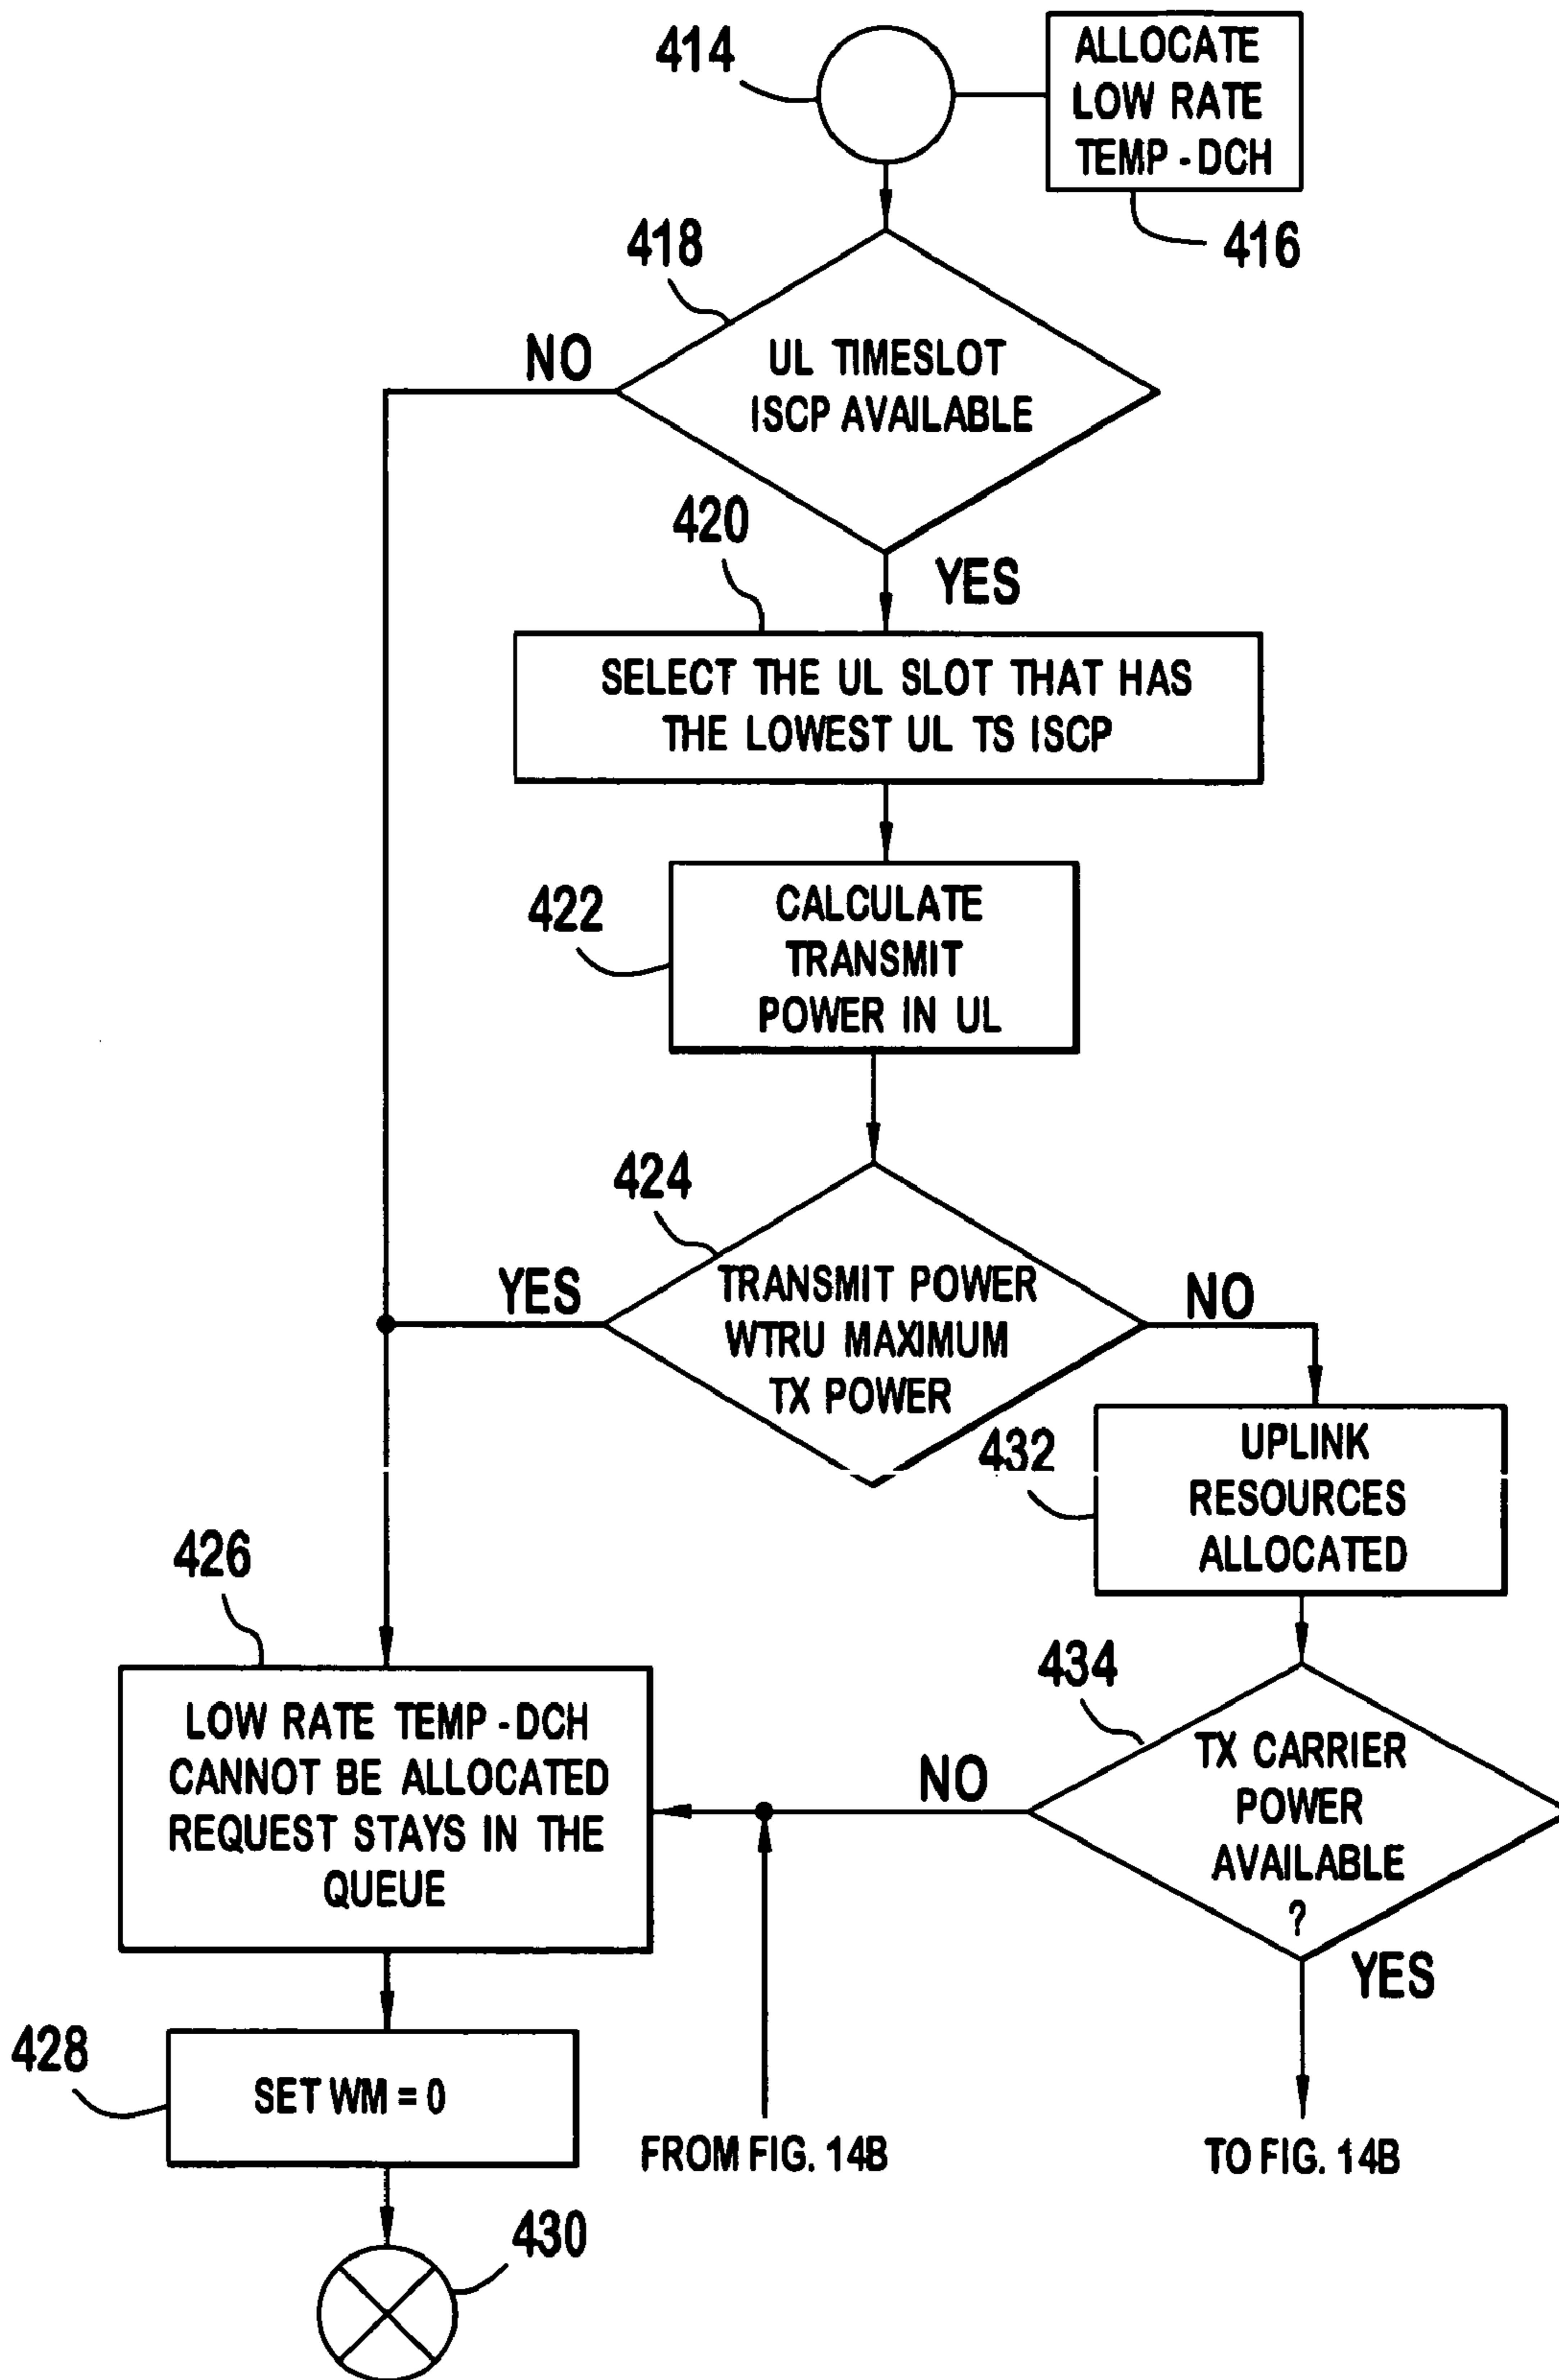 414
ALLOCATE
LOW RATE
TEMP - DCH
416
418
NO
UL TIMESLOT
ISCP AVAILABLE
420
YES
SELECT THE UL SLOT THAT HAS
THE LOWEST UL TS ISCP
422
CALCULATE
TRANSMIT
POWER IN UL
424
YES
TRANSMIT POWER
WTRU MAXIMUM
TX POWER
NO
432
UPLINK
RESOURCES
ALLOCATED
426
LOW RATE TEMP - DCH
CANNOT BE ALLOCATED
REQUEST STAYS IN THE
QUEUE
434
NO
TX CARRIER
POWER
AVAILABLE
?
YES
428
SET WM = 0
FROM FIG. 14B
TO FIG. 14B
430